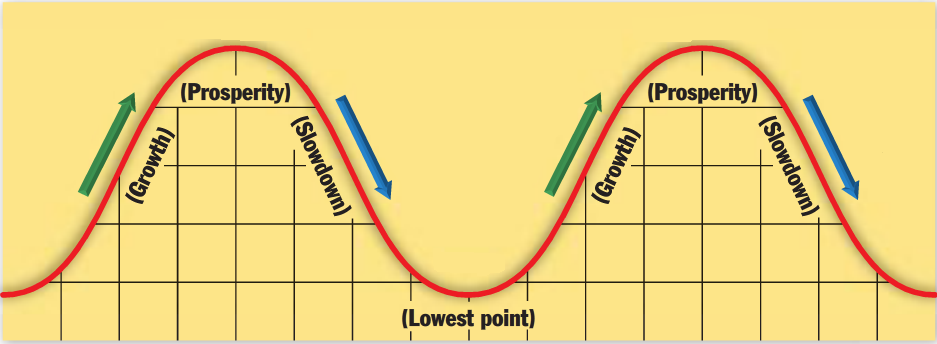 (Prosperity)
(Growth)
(Slowdown)
(Prosperity)
(Growth)
(Slowdown)
(Lowest point)